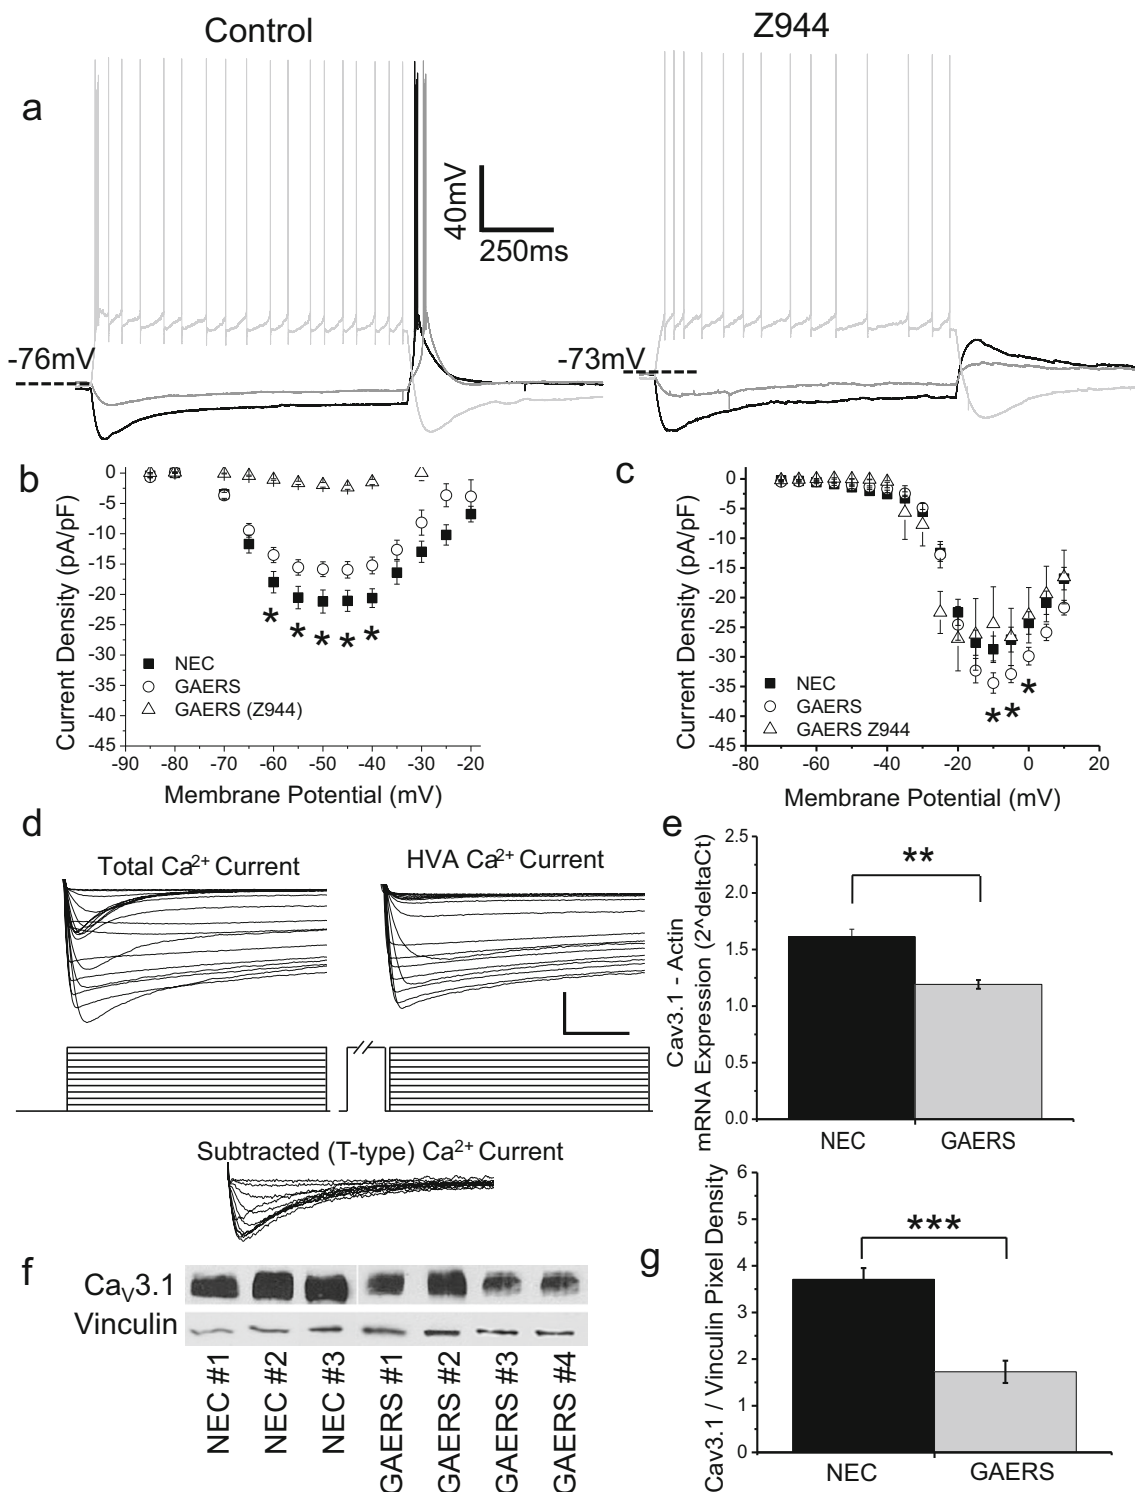 Control
Z944
a
40mV
250ms
-76mV
-73mV
b
0
-5
-10
-15
-20
-25
-30
-35
-40
-45
Current Density (pA/pF)
* * * * *
NEC
GAERS
GAERS (Z944)
-90 -80 -70 -60 -50 -40 -30 -20
Membrane Potential (mV)
c
0
-5
-10
-15
-20
-25
-30
-35
-40
-45
Current Density (pA/pF)
* * *
NEC
GAERS
GAERS Z944
-80 -60 -40 -20 0 20
Membrane Potential (mV)
d
Total Ca²⁺ Current
HVA Ca²⁺ Current
Subtracted (T-type) Ca²⁺ Current
e
2.5
2.0
1.5
1.0
0.5
0.0
Cav3.1 - Actin
mRNA Expression (2^deltaCt)
**
NEC GAERS
f
CaV3.1
Vinculin
NEC #1
NEC #2
NEC #3
GAERS #1
GAERS #2
GAERS #3
GAERS #4
g
6
5
4
3
2
1
0
Cav3.1 / Vinculin Pixel Density
***
NEC GAERS